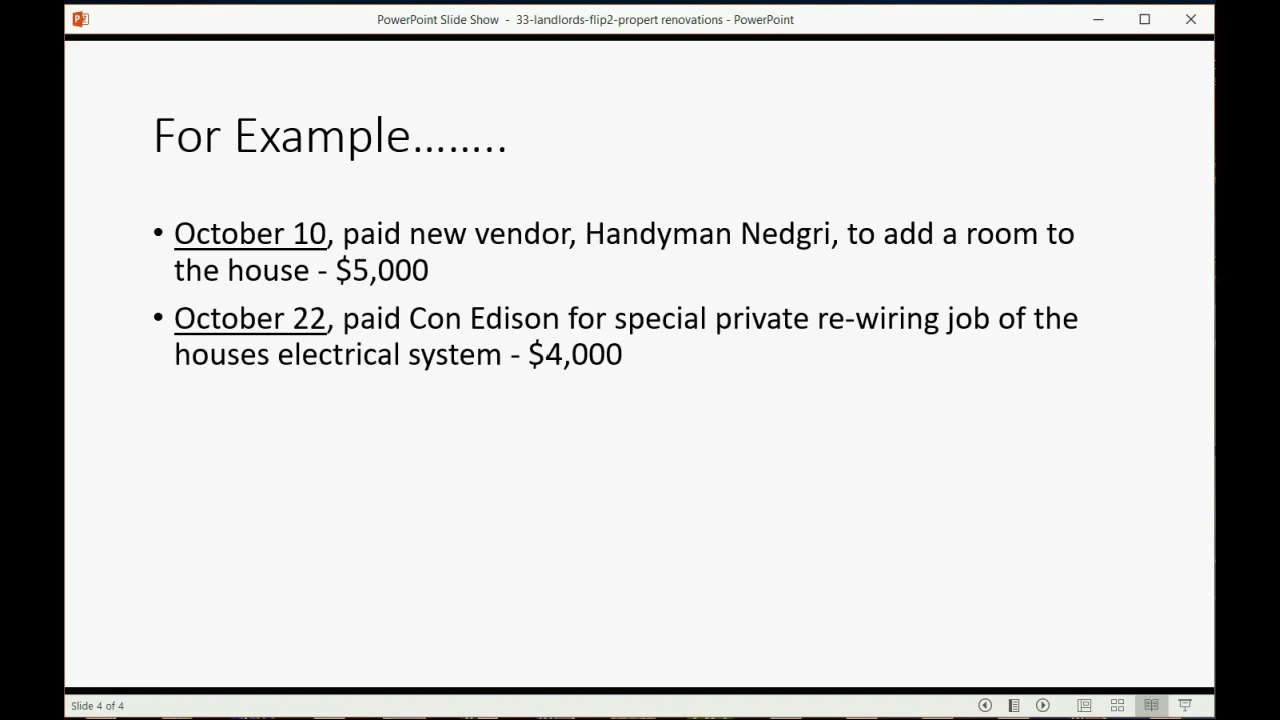 PowerPoint Slide Show - 33-landlords-flip2-propert renovations - PowerPoint
For Example........
• October 10, paid new vendor, Handyman Nedgri, to add a room to
the house - $5,000
• October 22, paid Con Edison for special private re-wiring job of the
houses electrical system - $4,000
Slide 4 of 4